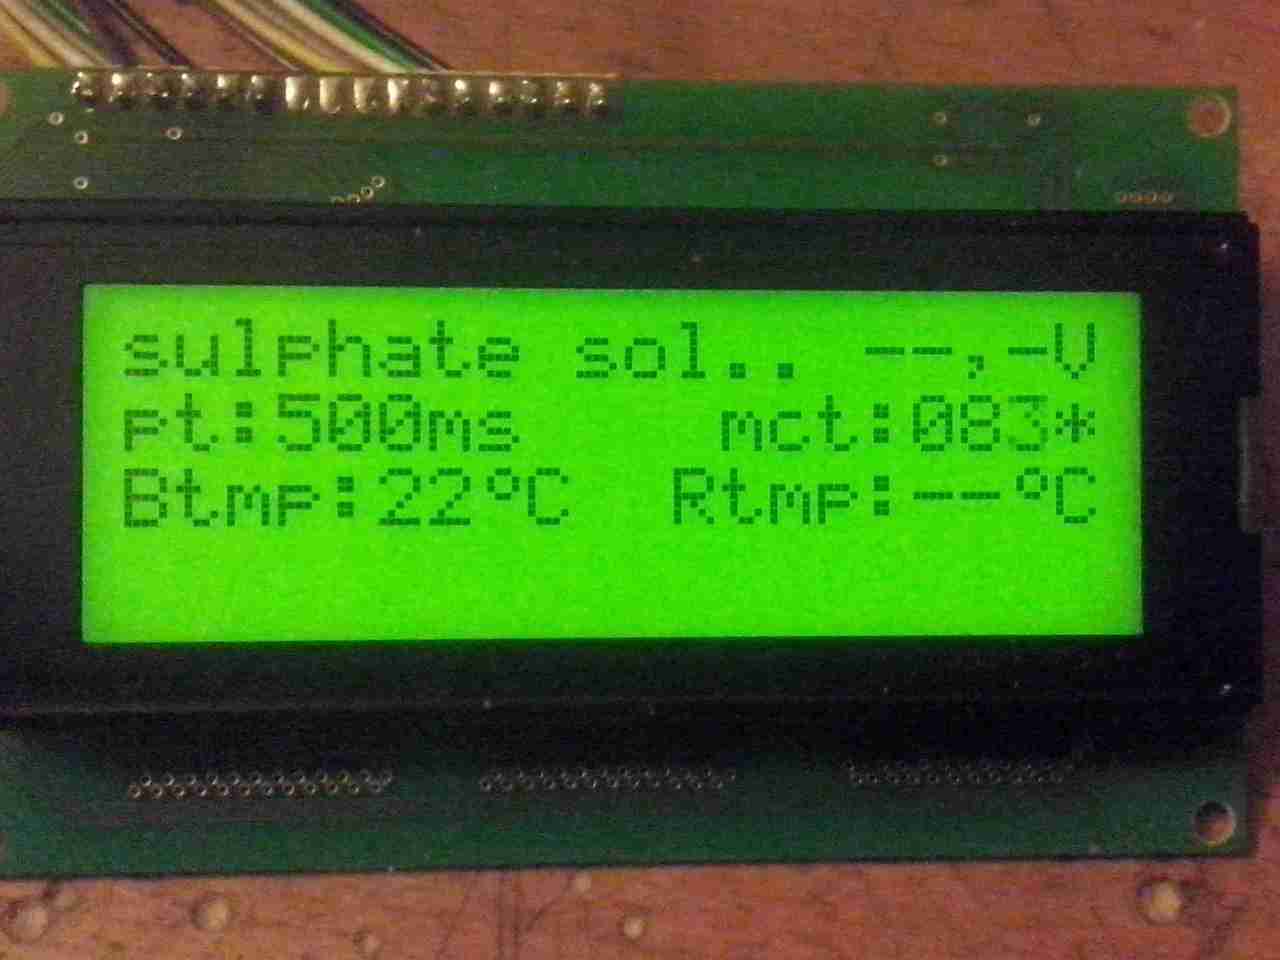 sulphate sol.. --,-V
pt:500ms mct:083*
Btmp:22°C Rtmp:--°C